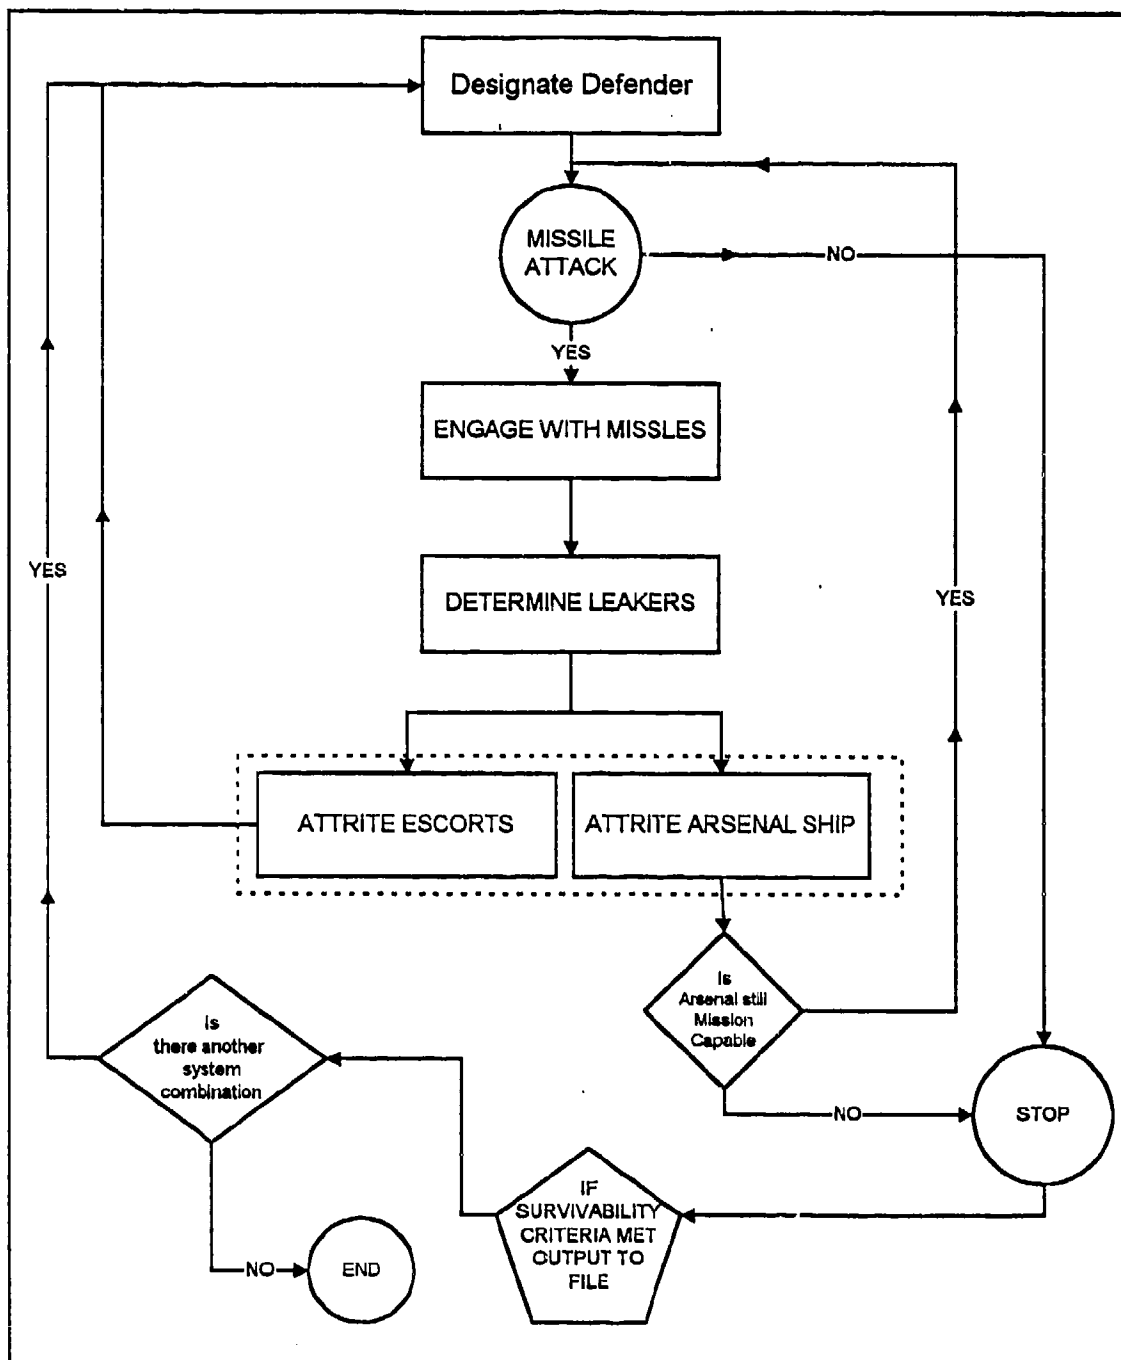 Designate Defender
MISSILE
ATTACK
NO
YES
ENGAGE WITH MISSLES
YES
DETERMINE LEAKERS
YES
ATTRITE ESCORTS
ATTRITE ARSENAL SHIP
Is
Arsenal still
Mission
Capable
Is
there another
system
combination
NO
STOP
IF
SURVIVABILITY
CRITERIA MET
OUTPUT TO
FILE
NO
END